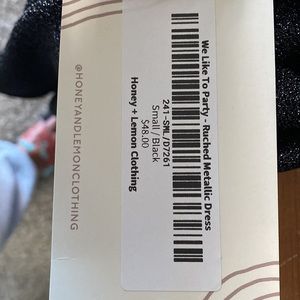 We Like To Party - Ruched Metallic Dress
241-SML/D7261
Small / Black
$48.00
Honey + Lemon Clothing
@HONEYANDLEMONCLOTHING